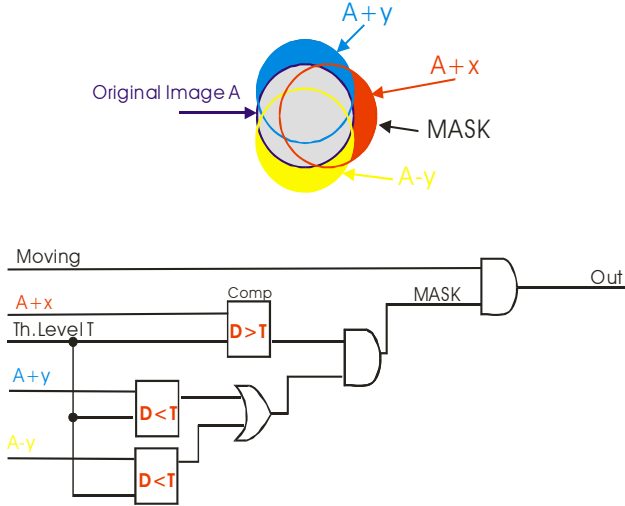 A+y
A+x
Original Image A
MASK
A-y
Moving
Out
Comp
MASK
A+x
Th.Level T
D>T
A+y
D<T
A-y
D<T